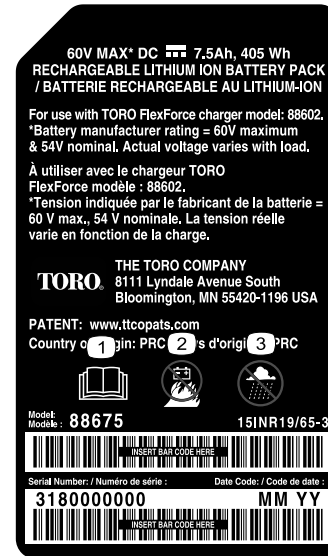 60V MAX* DC 7.5Ah, 405 Wh
RECHARGEABLE LITHIUM ION BATTERY PACK
/ BATTERIE RECHARGEABLE AU LITHIUM-ION
For use with TORO FlexForce charger model: 88602.
*Battery manufacturer rating = 60V maximum
& 54V nominal. Actual voltage varies with load.
À utiliser avec le chargeur TORO
FlexForce modèle : 88602.
*Tension indiquée par le fabricant de la batterie =
60 V max., 54 V nominale. La tension réelle
varie en fonction de la charge.
TORO.
THE TORO COMPANY
8111 Lyndale Avenue South
Bloomington, MN 55420-1196 USA
PATENT: www.ttcopats.com
Country o 1 gin: PRC 2 s d'origi 3 PRC
Model:
Modèle : 88675 15INR19/65-3
INSERT BAR CODE HERE
Serial Number: / Numéro de série : Date Code: / Code de date :
3180000000 MM YY
INSERT BAR CODE HERE